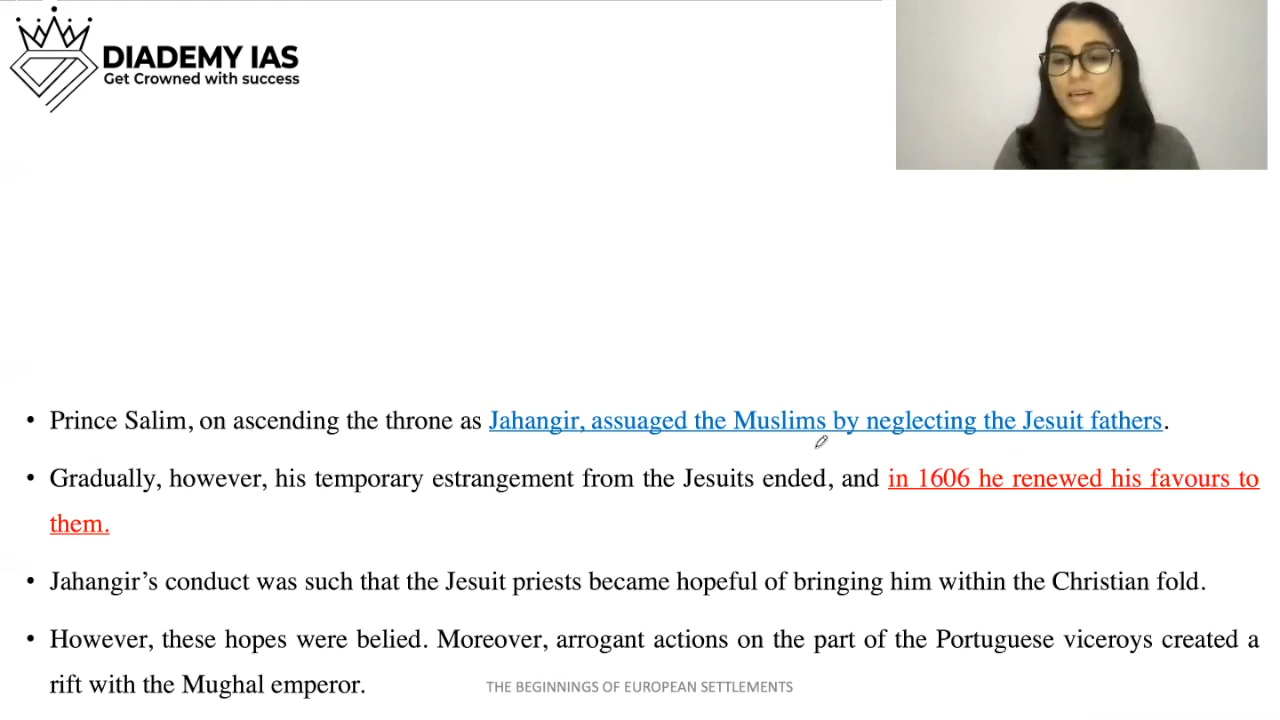 DIADEMY IAS
Get Crowned with success
• Prince Salim, on ascending the throne as Jahangir, assuaged the Muslims by neglecting the Jesuit fathers.
• Gradually, however, his temporary estrangement from the Jesuits ended, and in 1606 he renewed his favours to
them.
• Jahangir’s conduct was such that the Jesuit priests became hopeful of bringing him within the Christian fold.
• However, these hopes were belied. Moreover, arrogant actions on the part of the Portuguese viceroys created a
rift with the Mughal emperor.
THE BEGINNINGS OF EUROPEAN SETTLEMENTS